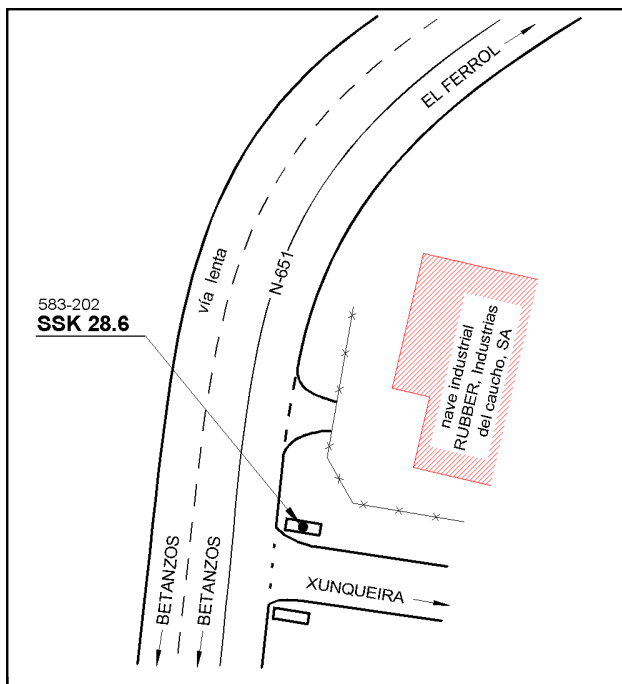 EL FERROL
N-651
vía lenta
583-202
SSK 28.6
nave industrial
RUBBER, Industrias
del caucho, SA
BETANZOS
BETANZOS
XUNQUEIRA